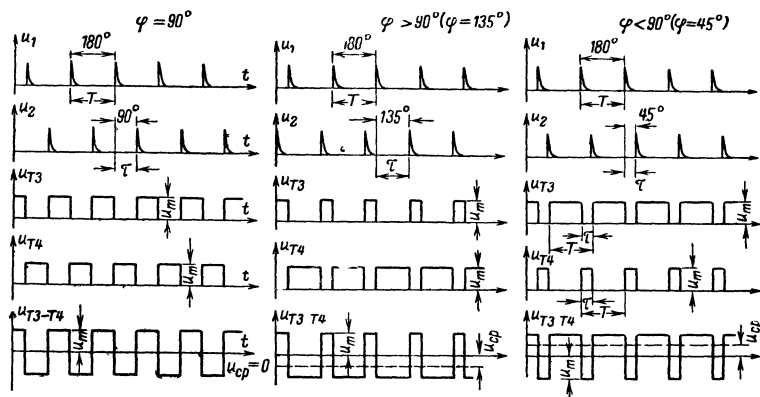 φ = 90°
u1
180°
t
T
u2
90°
t
τ
uT3
um
t
uT4
um
t
uT3-T4
um
t
uср = 0
φ > 90° (φ = 135°)
u1
180°
t
T
u2
135°
t
τ
uT3
um
t
uT4
um
t
uT3 T4
um
uср
t
φ < 90° (φ = 45°)
u1
180°
t
T
u2
45°
t
τ
uT3
um
t
T
τ
uT4
um
t
τ
T
uT3 T4
um
uср
t